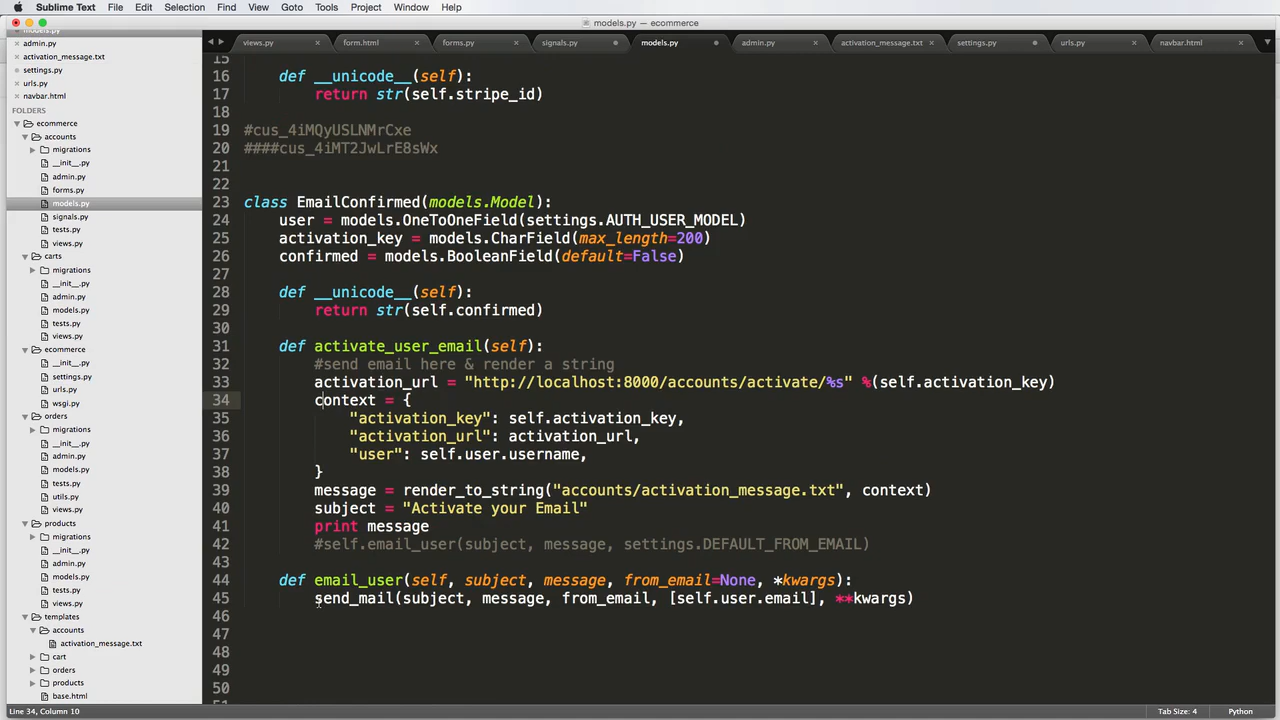 Sublime Text File Edit Selection Find View Goto Tools Project Window Help
models.py — ecommerce
models.py
admin.py
activation_message.txt
settings.py
urls.py
navbar.html
FOLDERS
ecommerce
accounts
migrations
__init__.py
admin.py
forms.py
models.py
signals.py
tests.py
views.py
carts
migrations
__init__.py
admin.py
models.py
tests.py
views.py
ecommerce
__init__.py
settings.py
urls.py
wsgi.py
orders
migrations
__init__.py
admin.py
models.py
tests.py
utils.py
views.py
products
migrations
__init__.py
admin.py
models.py
tests.py
views.py
templates
accounts
activation_message.txt
cart
orders
products
base.html
views.py form.html forms.py signals.py models.py admin.py activation_message.txt settings.py urls.py navbar.html
15
16 def __unicode__(self):
17 return str(self.stripe_id)
18
19 #cus_4iMQyUSLNMrCxe
20 ####cus_4iMT2JwLrE8sWx
21
22
23 class EmailConfirmed(models.Model):
24 user = models.OneToOneField(settings.AUTH_USER_MODEL)
25 activation_key = models.CharField(max_length=200)
26 confirmed = models.BooleanField(default=False)
27
28 def __unicode__(self):
29 return str(self.confirmed)
30
31 def activate_user_email(self):
32 #send email here & render a string
33 activation_url = "http://localhost:8000/accounts/activate/%s" %(self.activation_key)
34 context = {
35 "activation_key": self.activation_key,
36 "activation_url": activation_url,
37 "user": self.user.username,
38 }
39 message = render_to_string("accounts/activation_message.txt", context)
40 subject = "Activate your Email"
41 print message
42 #self.email_user(subject, message, settings.DEFAULT_FROM_EMAIL)
43
44 def email_user(self, subject, message, from_email=None, *kwargs):
45 send_mail(subject, message, from_email, [self.user.email], **kwargs)
46
47
48
49
50
51
Line 34, Column 10 Tab Size: 4 Python